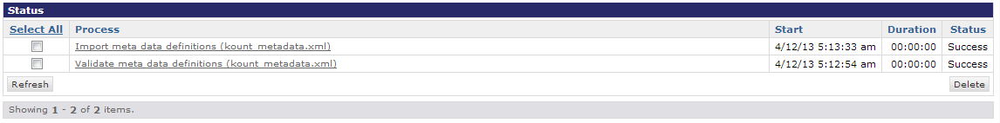 Status
Select All Process Start Duration Status
Import meta data definitions (kount_metadata.xml) 4/12/13 5:13:33 am 00:00:00 Success
Validate meta data definitions (kount_metadata.xml) 4/12/13 5:12:54 am 00:00:00 Success
Refresh Delete
Showing 1 - 2 of 2 items.